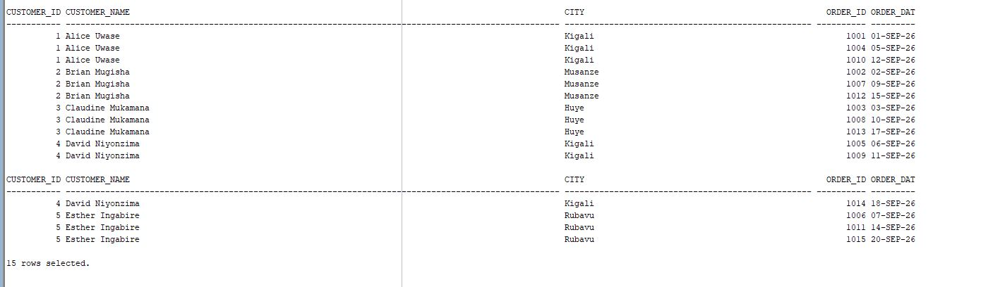 CUSTOMER_ID CUSTOMER_NAME CITY ORDER_ID ORDER_DAT
----------- ---------------------------------------------------------------------------------------------------- -------------------------------------------------- ---------- ---------
1 Alice Uwase Kigali 1001 01-SEP-26
1 Alice Uwase Kigali 1004 05-SEP-26
1 Alice Uwase Kigali 1010 12-SEP-26
2 Brian Mugisha Musanze 1002 02-SEP-26
2 Brian Mugisha Musanze 1007 09-SEP-26
2 Brian Mugisha Musanze 1012 15-SEP-26
3 Claudine Mukamana Huye 1003 03-SEP-26
3 Claudine Mukamana Huye 1008 10-SEP-26
3 Claudine Mukamana Huye 1013 17-SEP-26
4 David Niyonzima Kigali 1005 06-SEP-26
4 David Niyonzima Kigali 1009 11-SEP-26
CUSTOMER_ID CUSTOMER_NAME CITY ORDER_ID ORDER_DAT
----------- ---------------------------------------------------------------------------------------------------- -------------------------------------------------- ---------- ---------
4 David Niyonzima Kigali 1014 18-SEP-26
5 Esther Ingabire Rubavu 1006 07-SEP-26
5 Esther Ingabire Rubavu 1011 14-SEP-26
5 Esther Ingabire Rubavu 1015 20-SEP-26
15 rows selected.